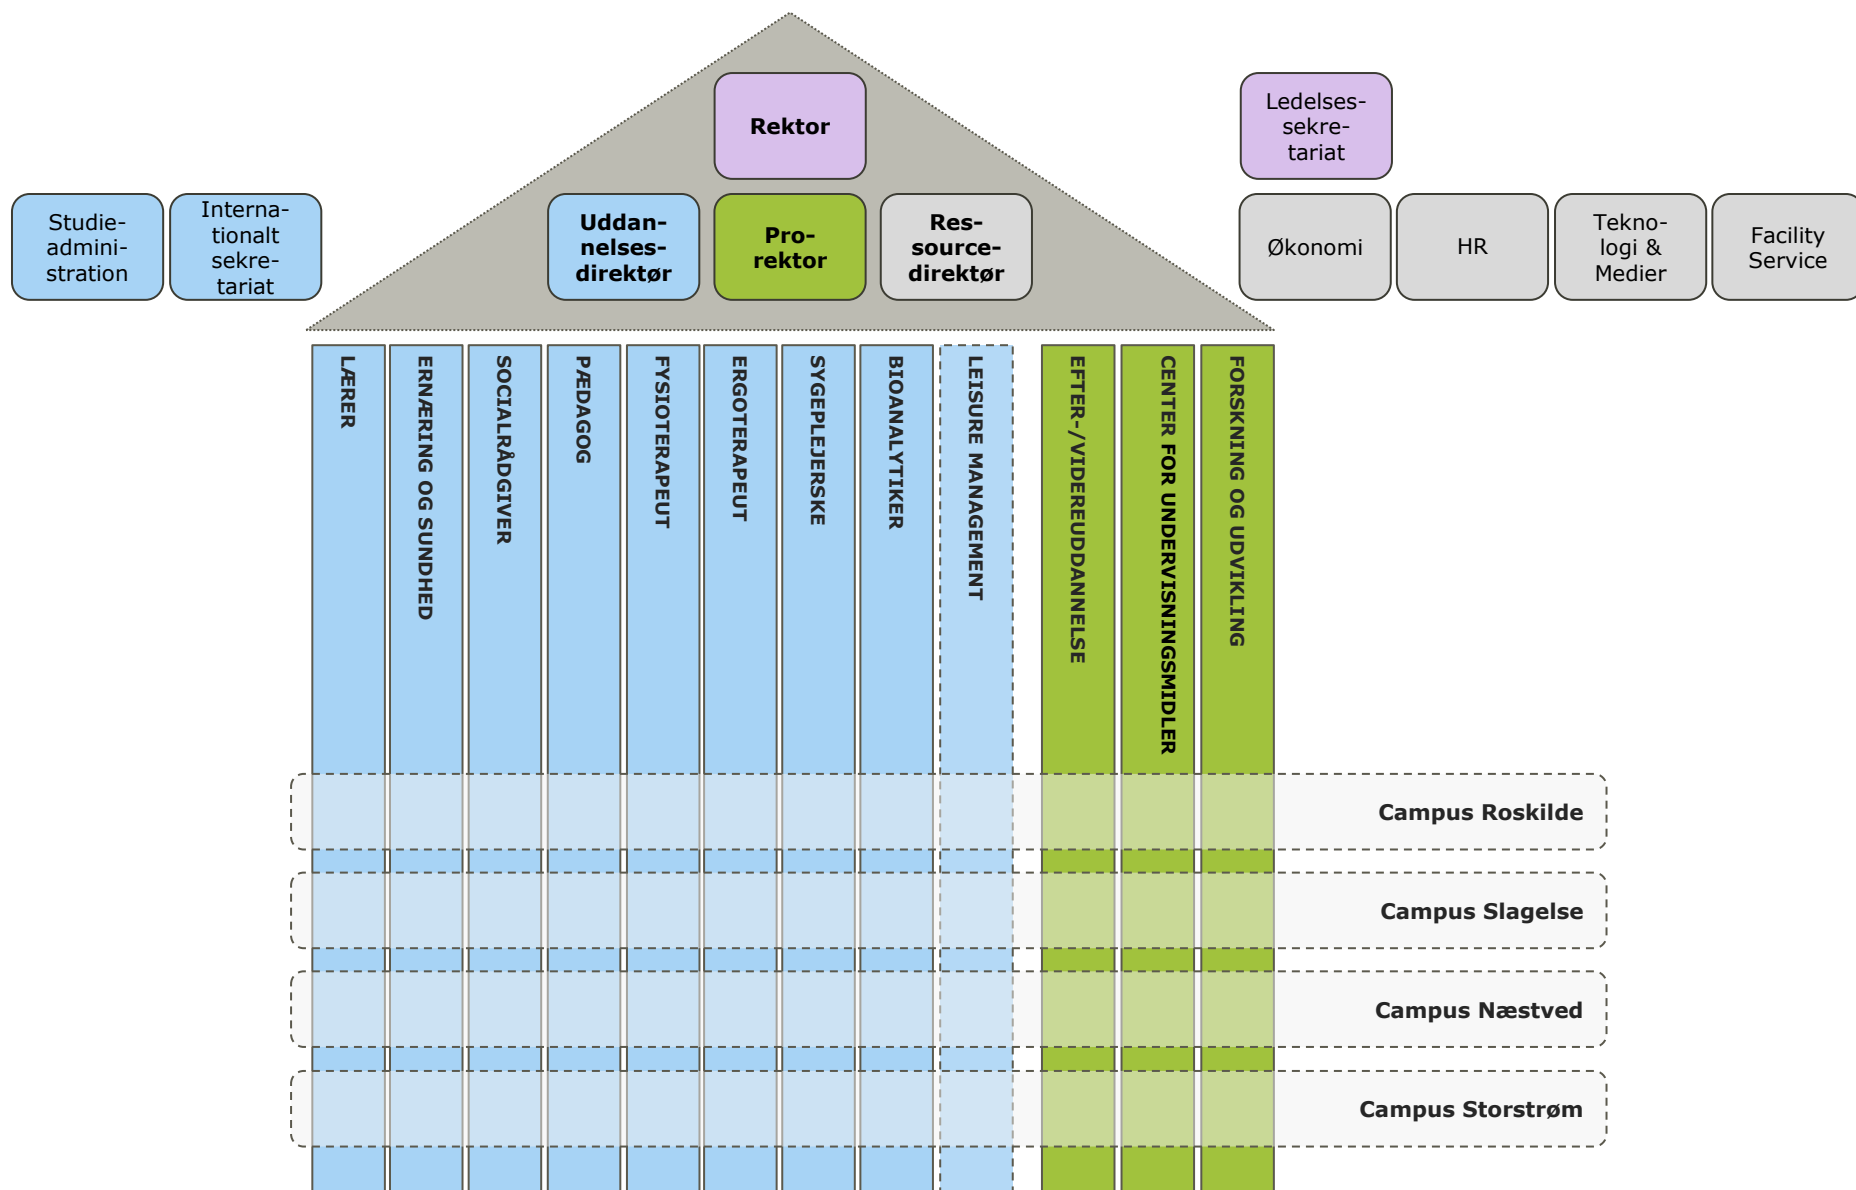 Rektor
Ledelses-
sekre-
tariat
Studie-
admini-
stration
Interna-
tionalt
sekre-
tariat
Uddan-
nelses-
direktør
Pro-
rektor
Res-
source-
direktør
Økonomi
HR
Tekno-
logi &
Medier
Facility
Service
LÆRER
ERNÆRING OG SUNDHED
SOCIALRÅDGIVER
PÆDAGOG
FYSIOTERAPEUT
ERGOTERAPEUT
SYGEPLEJERSKE
BIOANALYTIKER
LEISURE MANAGEMENT
EFTER-/VIDEREUDDANNELSE
CENTER FOR UNDERVISNINGSMIDLER
FORSKNING OG UDVIKLING
Campus Roskilde
Campus Slagelse
Campus Næstved
Campus Storstrøm